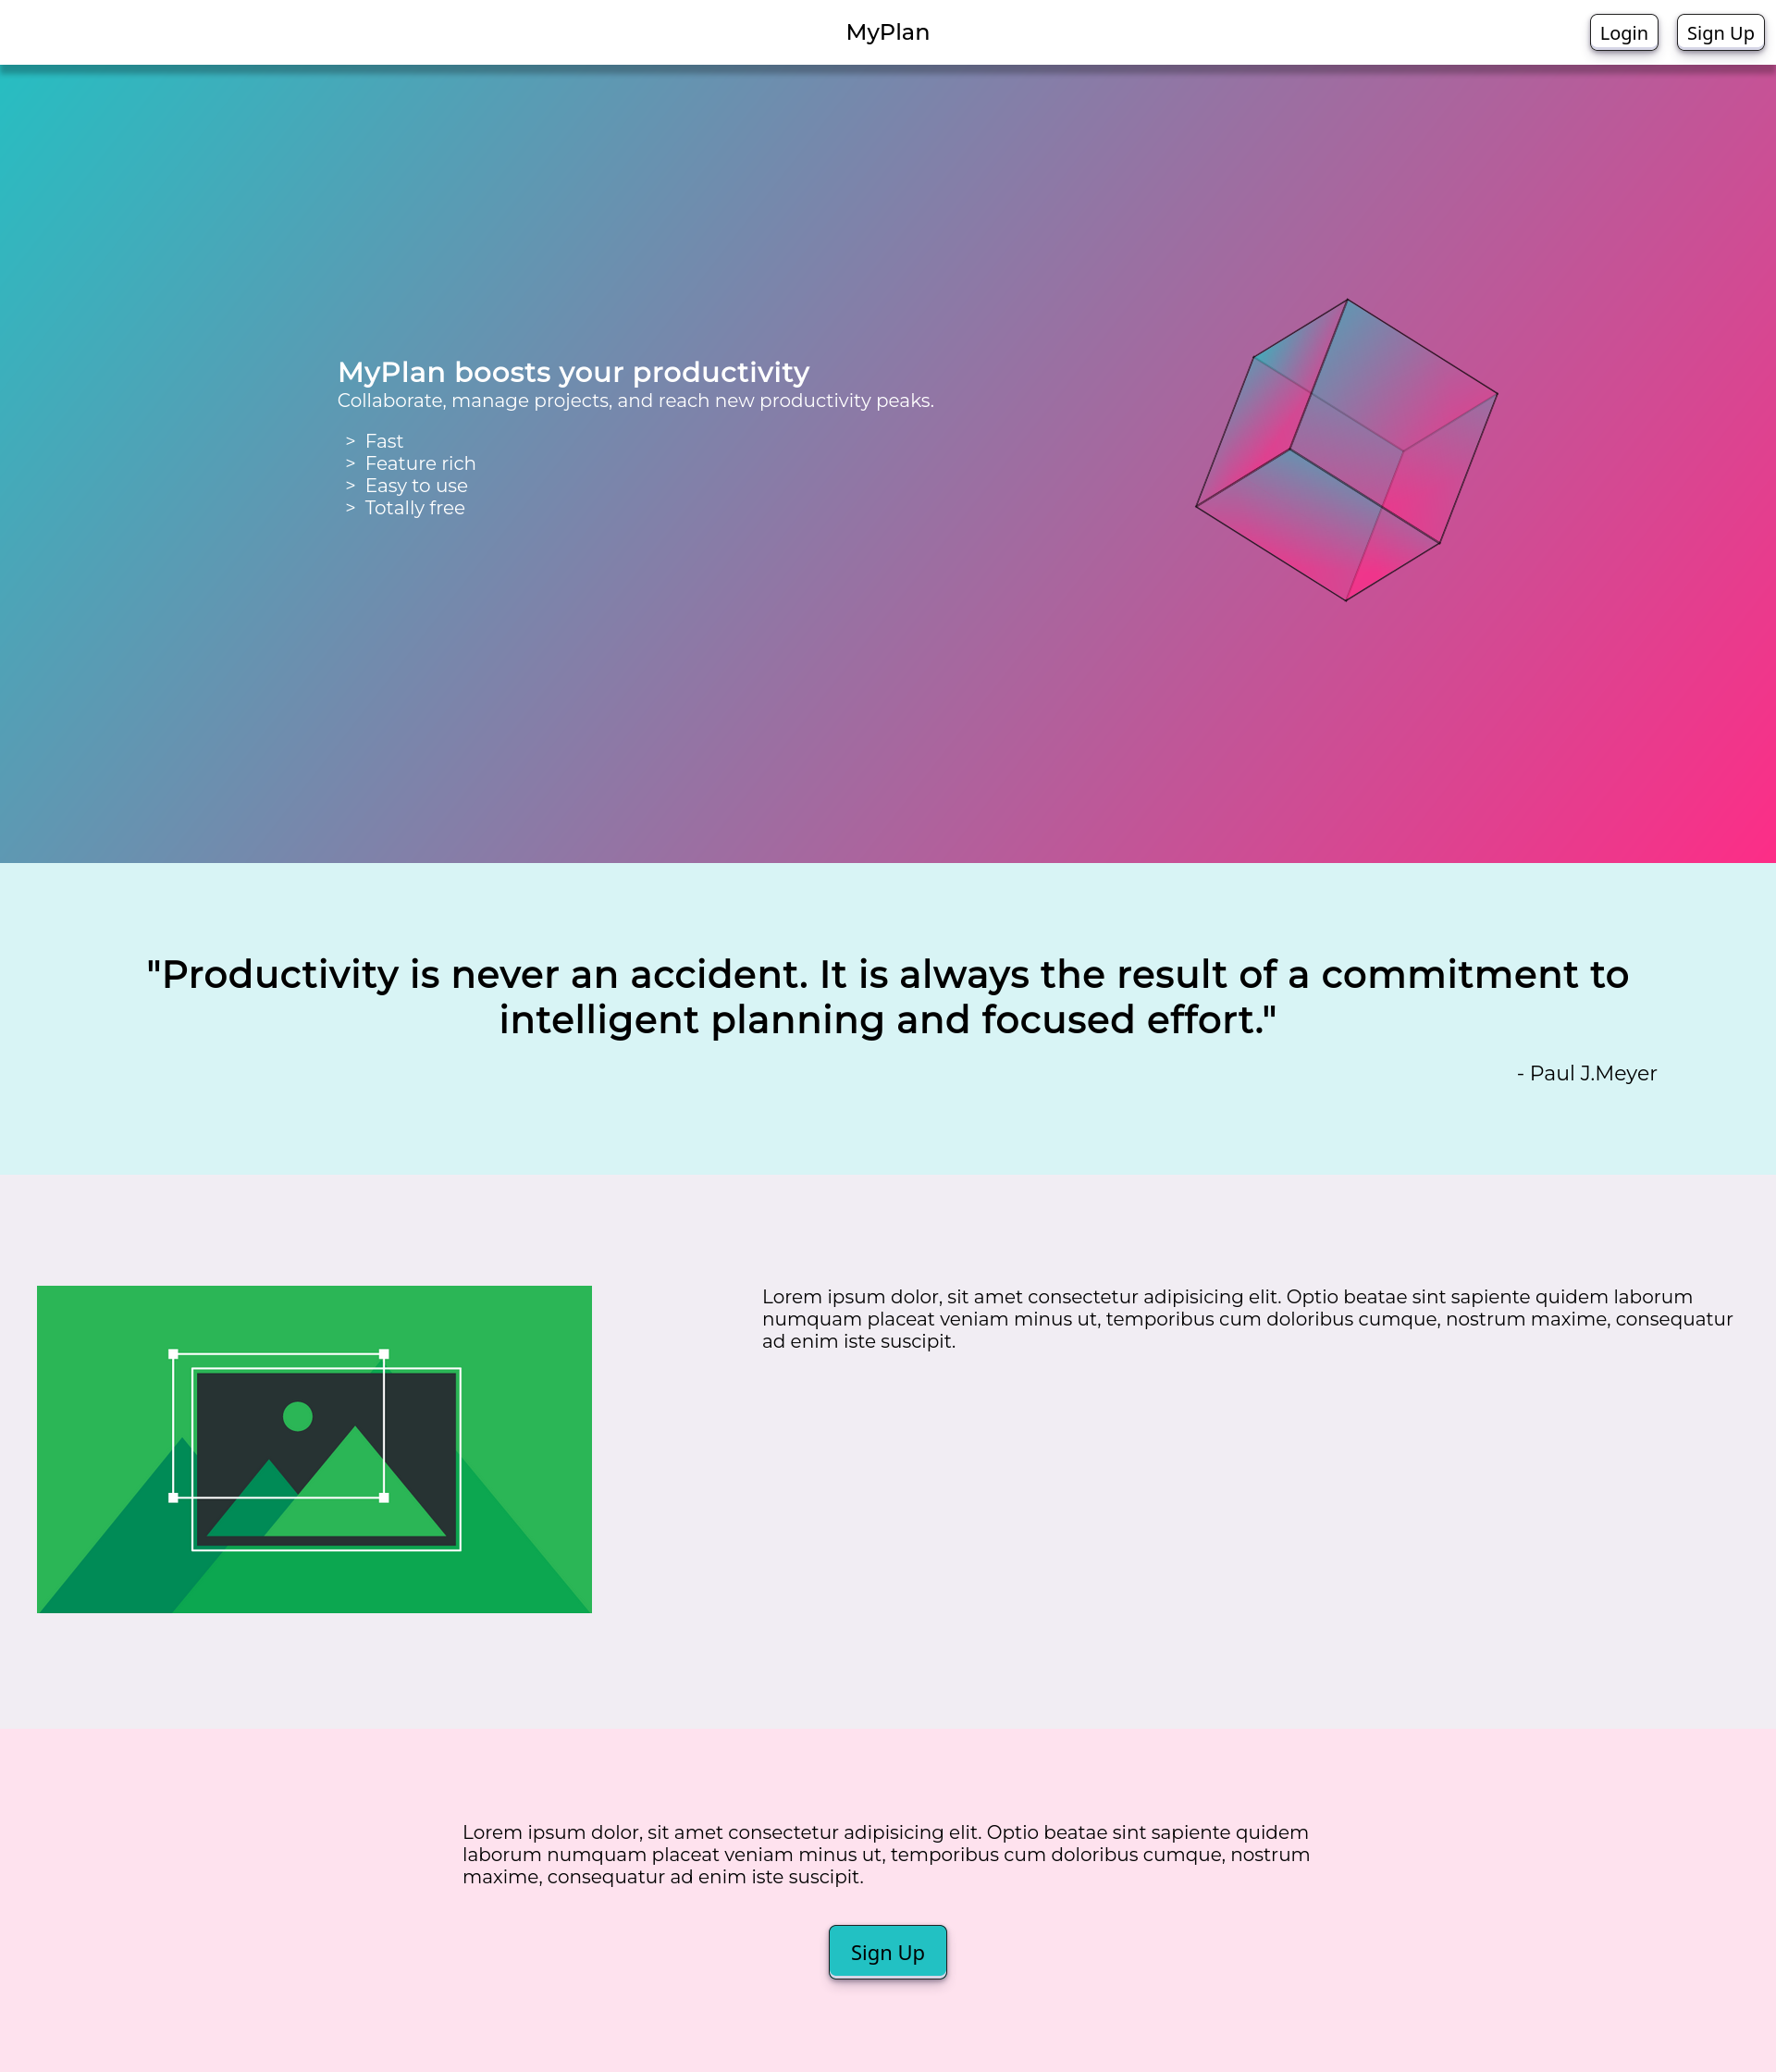 MyPlan
Login
Sign Up
MyPlan boosts your productivity
Collaborate, manage projects, and reach new productivity peaks.
> Fast
> Feature rich
> Easy to use
> Totally free
"Productivity is never an accident. It is always the result of a commitment to
intelligent planning and focused effort."
- Paul J.Meyer
Lorem ipsum dolor, sit amet consectetur adipisicing elit. Optio beatae sint sapiente quidem laborum
numquam placeat veniam minus ut, temporibus cum doloribus cumque, nostrum maxime, consequatur
ad enim iste suscipit.
Lorem ipsum dolor, sit amet consectetur adipisicing elit. Optio beatae sint sapiente quidem
laborum numquam placeat veniam minus ut, temporibus cum doloribus cumque, nostrum
maxime, consequatur ad enim iste suscipit.
Sign Up